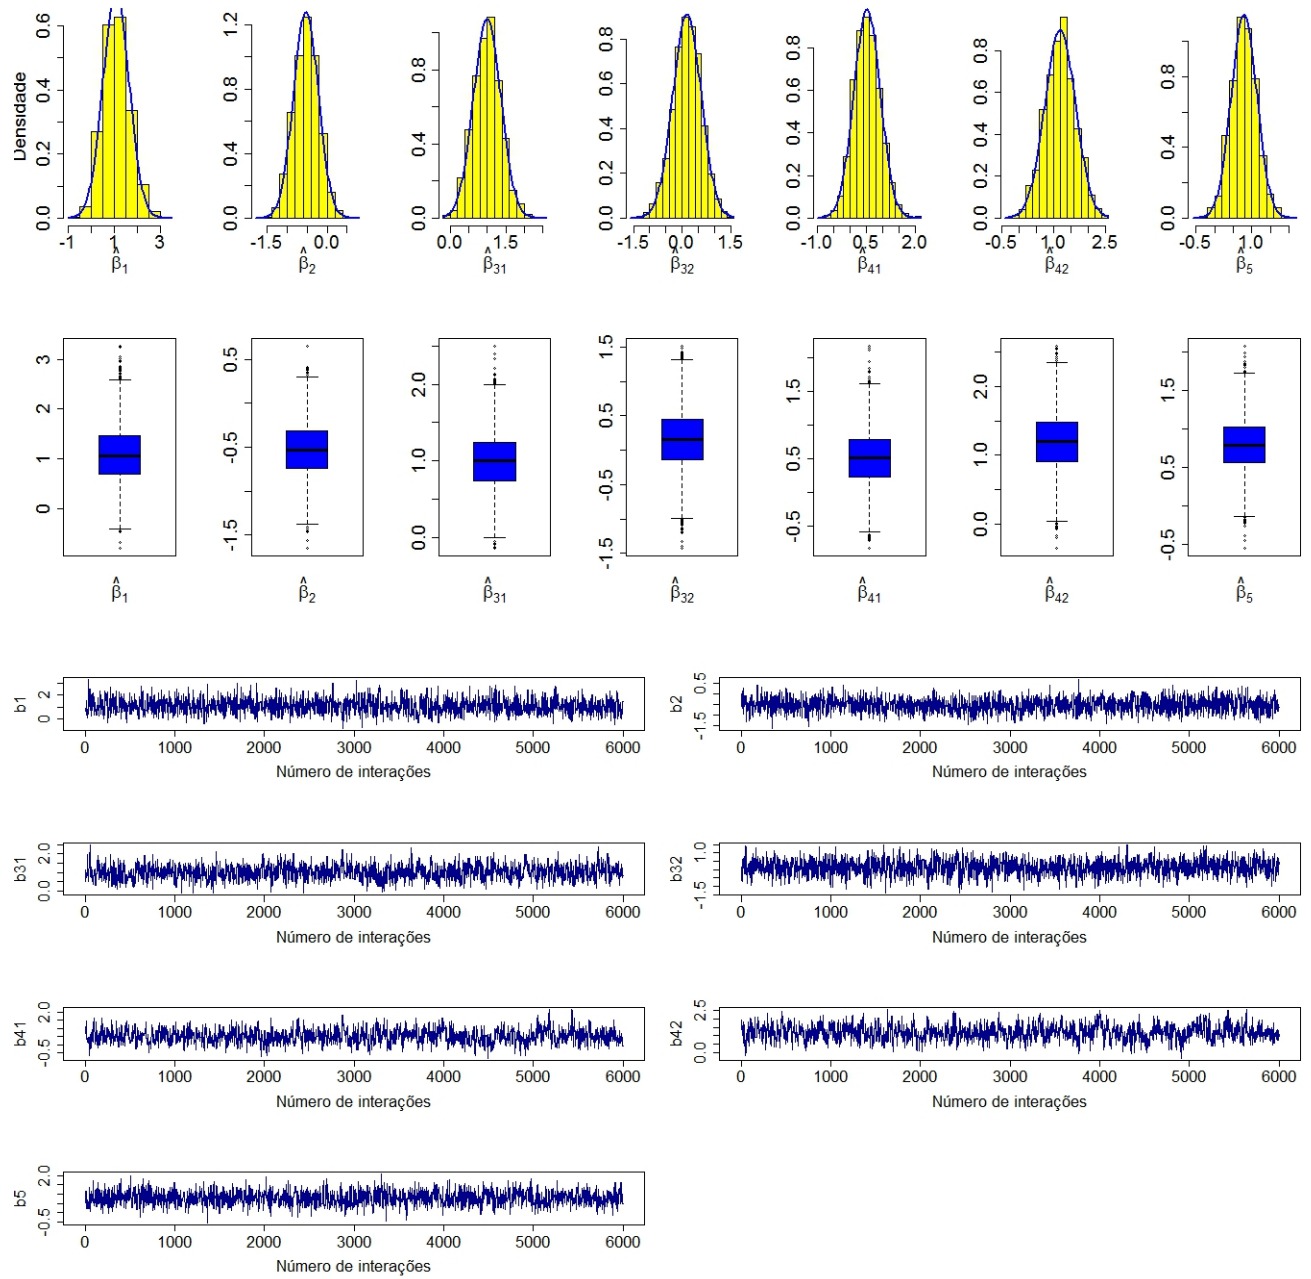 Densidade
0.0 0.2 0.4 0.6
-1 1 3
β̂1
0.0 0.4 0.8 1.2
-1.5 0.0
β̂2
0.0 0.4 0.8
0.0 1.5
β̂31
0.0 0.2 0.4 0.6 0.8
-1.5 0.0 1.5
β̂32
0.0 0.2 0.4 0.6 0.8
-1.0 0.5 2.0
β̂41
0.0 0.2 0.4 0.6 0.8
-0.5 1.0 2.5
β̂42
0.0 0.4 0.8
-0.5 1.0
β̂5
0 1 2 3
β̂1
-1.5 -0.5 0.5
β̂2
0.0 1.0 2.0
β̂31
-1.5 -0.5 0.5 1.5
β̂32
-0.5 0.5 1.5
β̂41
0.0 1.0 2.0
β̂42
-0.5 0.5 1.5
β̂5
b1
0 2
0 1000 2000 3000 4000 5000 6000
Número de interações
b2
-1.5 0.5
0 1000 2000 3000 4000 5000 6000
Número de interações
b31
0.0 2.0
0 1000 2000 3000 4000 5000 6000
Número de interações
b32
-1.5 1.0
0 1000 2000 3000 4000 5000 6000
Número de interações
b41
-0.5 2.0
0 1000 2000 3000 4000 5000 6000
Número de interações
b42
0.0 2.5
0 1000 2000 3000 4000 5000 6000
Número de interações
b5
-0.5 2.0
0 1000 2000 3000 4000 5000 6000
Número de interações